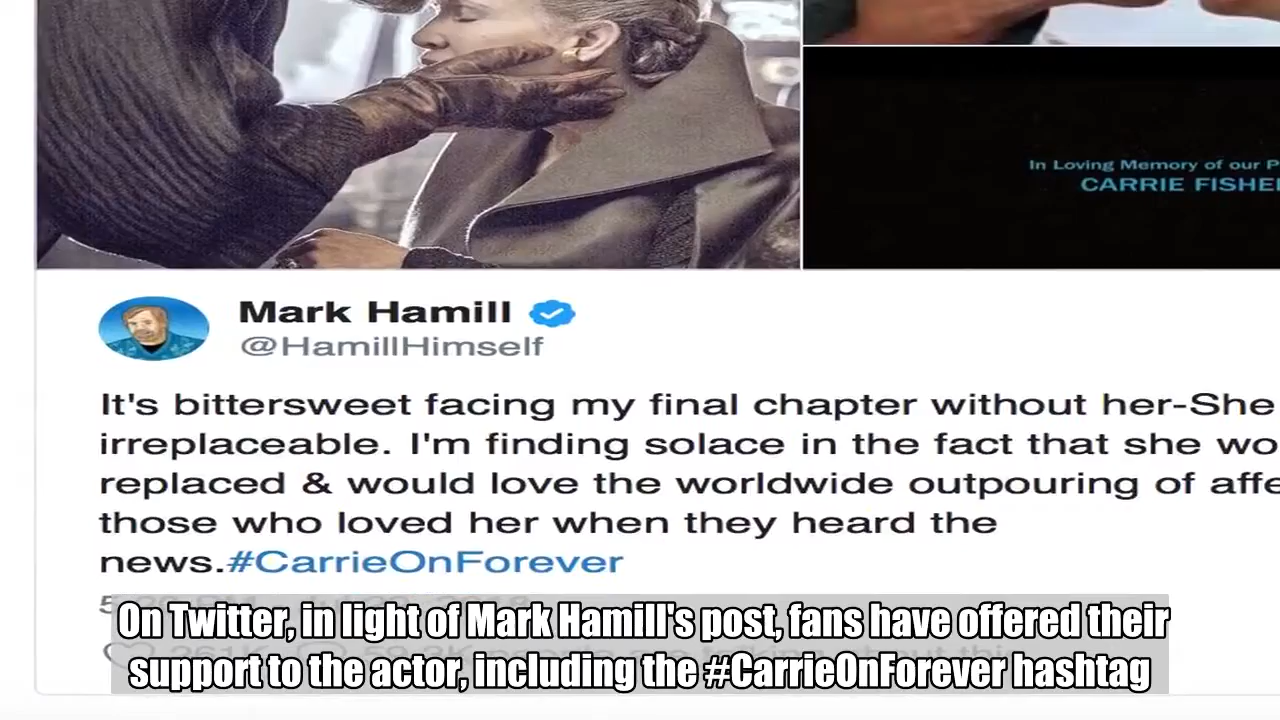 In Loving Memory of our P
CARRIE FISHE
Mark Hamill
@HamillHimself
It's bittersweet facing my final chapter without her-She
irreplaceable. I'm finding solace in the fact that she wo
replaced & would love the worldwide outpouring of affe
those who loved her when they heard the
news.#CarrieOnForever
On Twitter, in light of Mark Hamill's post, fans have offered their
support to the actor, including the #CarrieOnForever hashtag